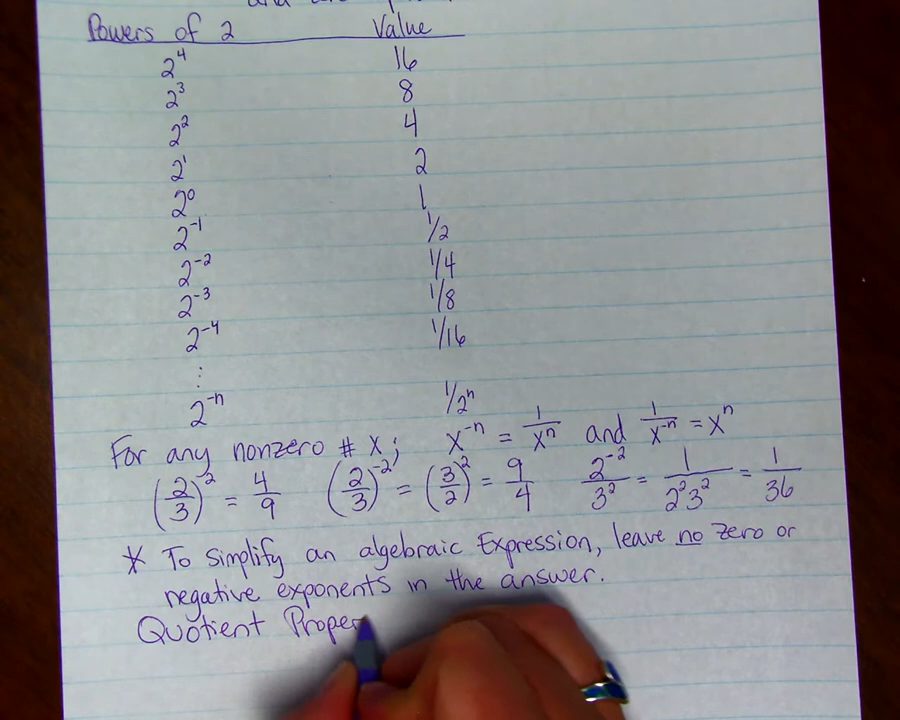 Powers of 2 Value
2⁴ 16
2³ 8
2² 4
2¹ 2
2⁰ 1
2⁻¹ 1/2
2⁻² 1/4
2⁻³ 1/8
2⁻⁴ 1/16
⋮
2⁻ⁿ 1/2ⁿ
For any nonzero # x; x⁻ⁿ = 1/xⁿ and 1/x⁻ⁿ = xⁿ
(2/3)² = 4/9 (2/3)⁻² = (3/2)² = 9/4 2⁻²/3² = 1/(2²3²) = 1/36
* To simplify an algebraic Expression, leave no zero or
negative exponents in the answer.
Quotient Proper